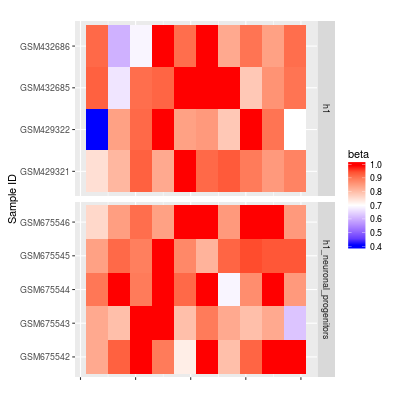 Sample ID
GSM432686
GSM432685
GSM429322
GSM429321
h1
GSM675546
GSM675545
GSM675544
GSM675543
GSM675542
h1_neuronal_progenitors
beta
1.0
0.9
0.8
0.7
0.6
0.5
0.4